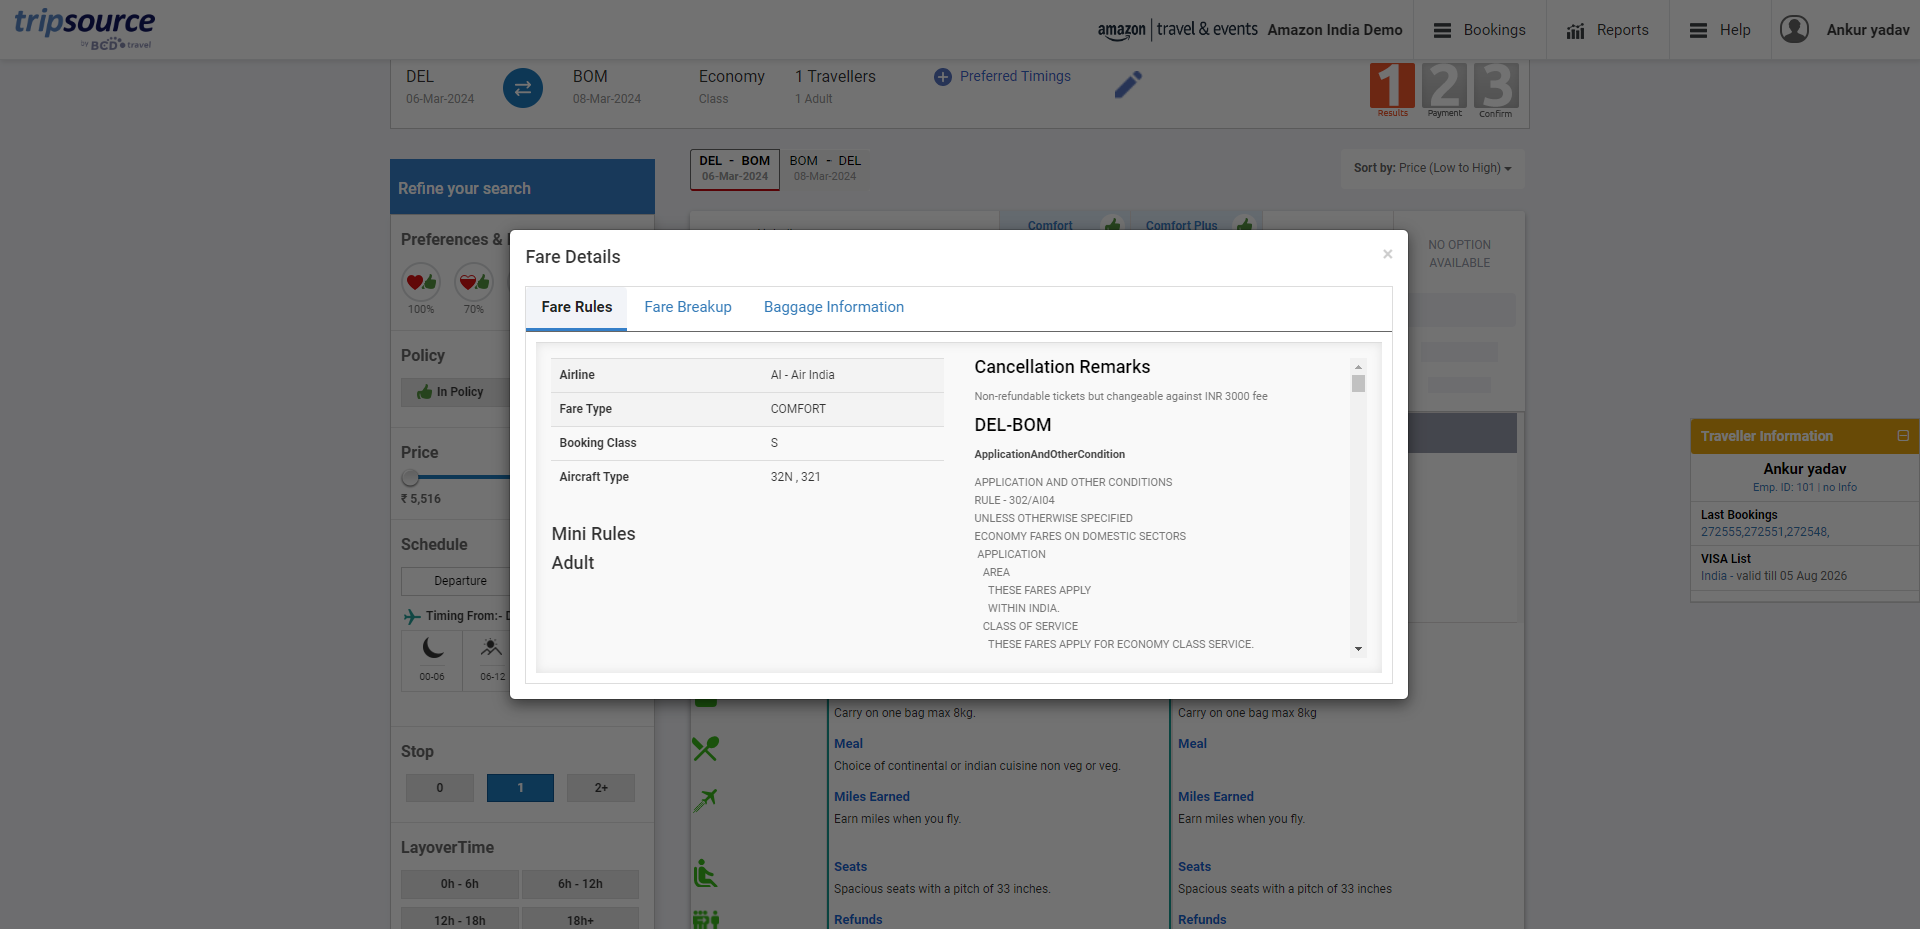 tripsource
by BCD travel
amazon travel & events Amazon India Demo
Bookings
Reports
Help
Ankur yadav
DEL
06-Mar-2024
BOM
08-Mar-2024
Economy
Class
1 Travellers
1 Adult
Preferred Timings
1 2 3
Results Payment Confirm
Refine your search
DEL - BOM
06-Mar-2024
BOM - DEL
08-Mar-2024
Sort by: Price (Low to High)
Comfort
Comfort Plus
NO OPTION
AVAILABLE
Preferences &
100%
70%
Policy
In Policy
Price
₹ 5,516
Schedule
Departure
Timing From:- D
00-06
06-12
Stop
0
1
2+
LayoverTime
0h - 6h
6h - 12h
12h - 18h
18h+
Fare Details
×
Fare Rules
Fare Breakup
Baggage Information
Airline AI - Air India
Fare Type COMFORT
Booking Class S
Aircraft Type 32N , 321
Mini Rules
Adult
Cancellation Remarks
Non-refundable tickets but changeable against INR 3000 fee
DEL-BOM
ApplicationAndOtherCondition
APPLICATION AND OTHER CONDITIONS
RULE - 302/AI04
UNLESS OTHERWISE SPECIFIED
ECONOMY FARES ON DOMESTIC SECTORS
APPLICATION
AREA
THESE FARES APPLY
WITHIN INDIA.
CLASS OF SERVICE
THESE FARES APPLY FOR ECONOMY CLASS SERVICE.
Carry on one bag max 8kg.
Meal
Choice of continental or indian cuisine non veg or veg.
Miles Earned
Earn miles when you fly.
Seats
Spacious seats with a pitch of 33 inches.
Refunds
Carry on one bag max 8kg
Meal
Miles Earned
Earn miles when you fly.
Seats
Spacious seats with a pitch of 33 inches
Refunds
Traveller Information
Ankur yadav
Emp. ID: 101 | no Info
Last Bookings
272555,272551,272548,
VISA List
India - valid till 05 Aug 2026